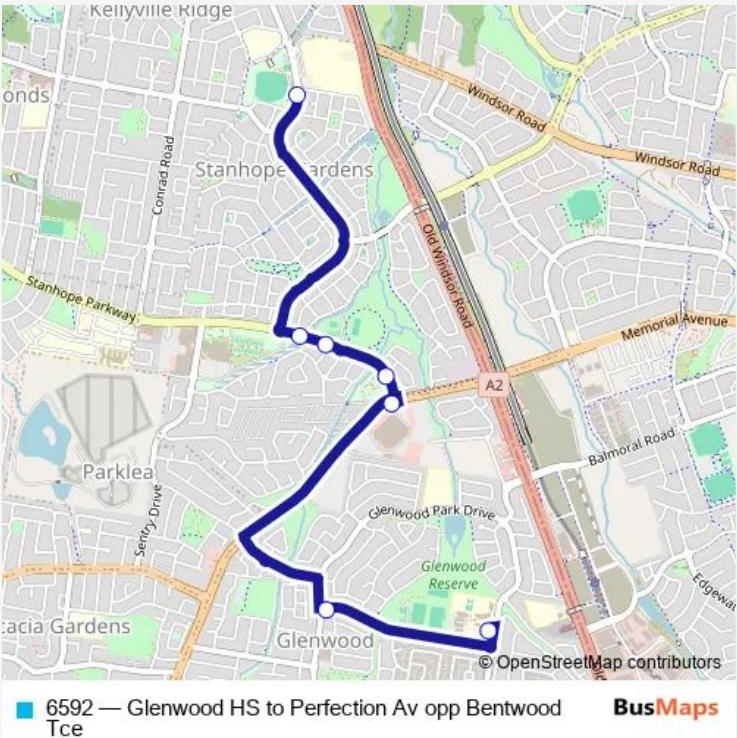 Kellyville Ridge
onds
Windsor Road
Windsor Road
Conrad Road
Stanhope Gardens
Old Windsor Road
Stanhope Parkway
Memorial Avenue
A2
Balmoral Road
Parklea
Sentry Drive
Glenwood Park Drive
Glenwood
Reserve
Edgewa
cacia Gardens
Glenwood
© OpenStreetMap contributors
6592 — Glenwood HS to Perfection Av opp Bentwood
Tce
BusMaps